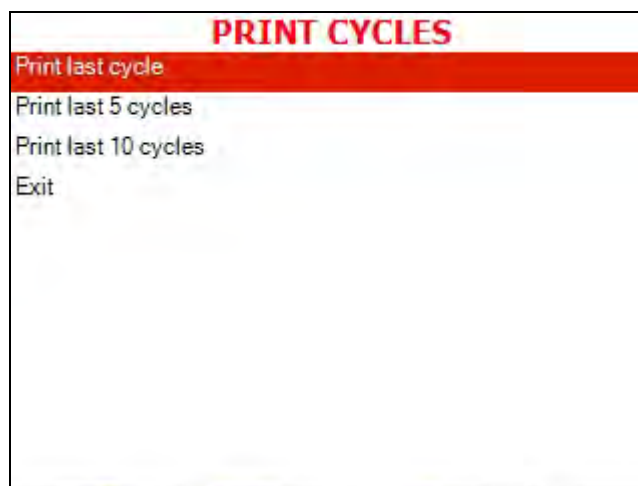 PRINT CYCLES
Print last cycle
Print last 5 cycles
Print last 10 cycles
Exit